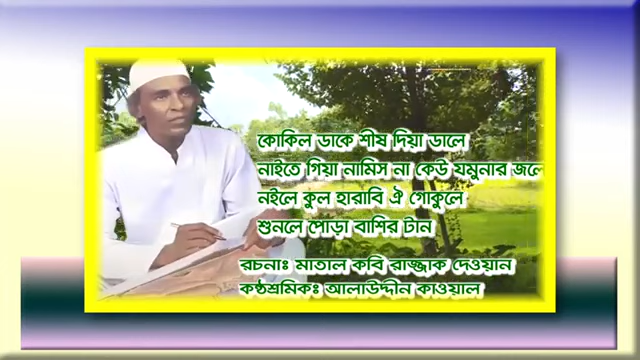 কোকিল ডাকে শীষ দিয়া ডালে
নাইতে গিয়া নামিস না কেউ যমুনার জলে
নইলে কুল হারাবি ঐ গোকুলে
শুনলে পোড়া বাশির টান
রচনাঃ মাতাল কবি রাজ্জাক দেওয়ান
কণ্ঠশ্রমিকঃ আলাউদ্দীন কাওয়াল